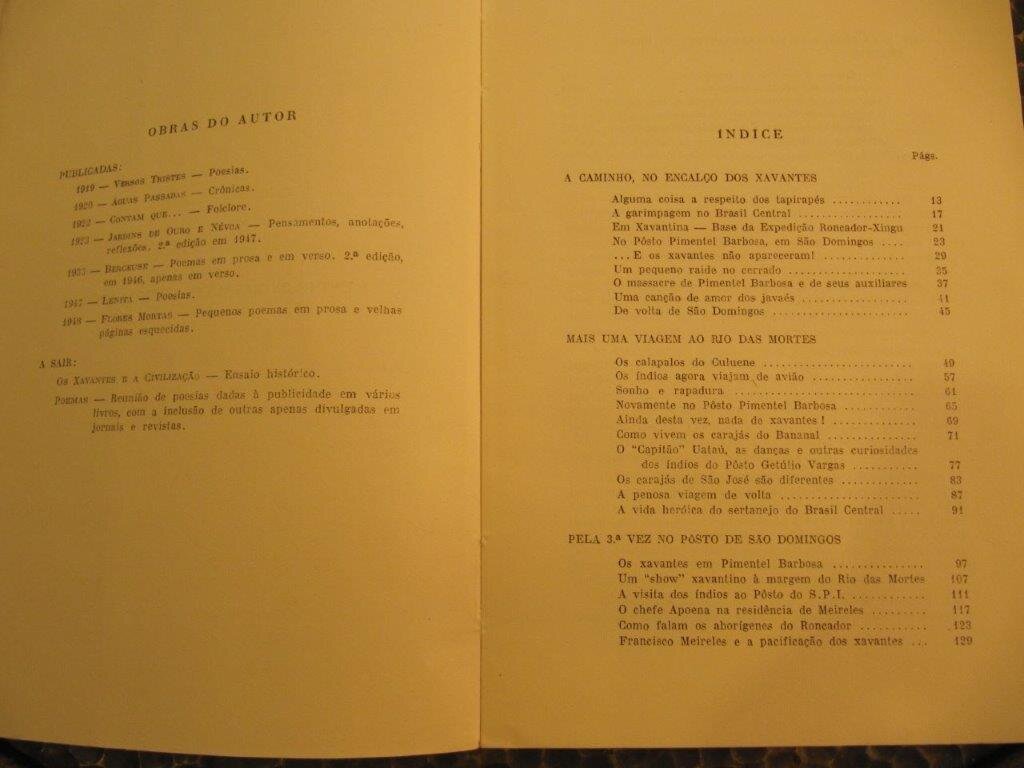 OBRAS DO AUTOR
PUBLICADAS:
1919 — VERSOS TRISTES — Poesias.
1920 — ÁGUAS PASSADAS — Crônicas.
1922 — CONTAM QUE... — Folclore.
1923 — JARDINS DE OURO E NÉVOA — Pensamentos, anotações,
reflexões. 2.ª edição em 1947.
1933 — BERCEUSE — Poemas em prosa e em verso. 2.ª edição,
em 1946, apenas em verso.
1947 — LENITA — Poesias.
1948 — FLORES MORTAS — Pequenos poemas em prosa e velhas
páginas esquecidas.
A SAIR:
OS XAVANTES E A CIVILIZAÇÃO — Ensaio histórico.
POEMAS — Reunião de poesias dadas à publicidade em vários
livros, com a inclusão de outras apenas divulgadas em
jornais e revistas.
ÍNDICE
Págs.
A CAMINHO, NO ENCALÇO DOS XAVANTES
Alguma coisa a respeito dos tapirapés ............ 13
A garimpagem no Brasil Central .................. 17
Em Xavantina — Base da Expedição Roncador-Xingu 21
No Pôsto Pimentel Barbosa, em São Domingos .... 23
...E os xavantes não apareceram! ................ 29
Um pequeno raide no cerrado .................... 35
O massacre de Pimentel Barbosa e de seus auxiliares 37
Uma canção de amor dos javaés .................. 41
De volta de São Domingos ....................... 45
MAIS UMA VIAGEM AO RIO DAS MORTES
Os calapalos do Culuene ......................... 49
Os índios agora viajam de avião ................. 57
Sonho e rapadura ............................... 61
Novamente no Pôsto Pimentel Barbosa ............ 65
Ainda desta vez, nada de xavantes! .............. 69
Como vivem os carajás do Bananal ............... 71
O "Capitão" Uataú, as danças e outras curiosidades
dos índios do Pôsto Getúlio Vargas ........... 77
Os carajás de São José são diferentes ............ 83
A penosa viagem de volta ....................... 87
A vida heróica do sertanejo do Brasil Central ..... 91
PELA 3.ª VEZ NO PÔSTO DE SÃO DOMINGOS
Os xavantes em Pimentel Barbosa ............... 97
Um "show" xavantino à margem do Rio das Mortes 107
A visita dos índios ao Pôsto do S.P.I. ............ 111
O chefe Apoena na residência de Meireles ......... 117
Como falam os aborígenes do Roncador ........... 123
Francisco Meireles e a pacificação dos xavantes ... 129